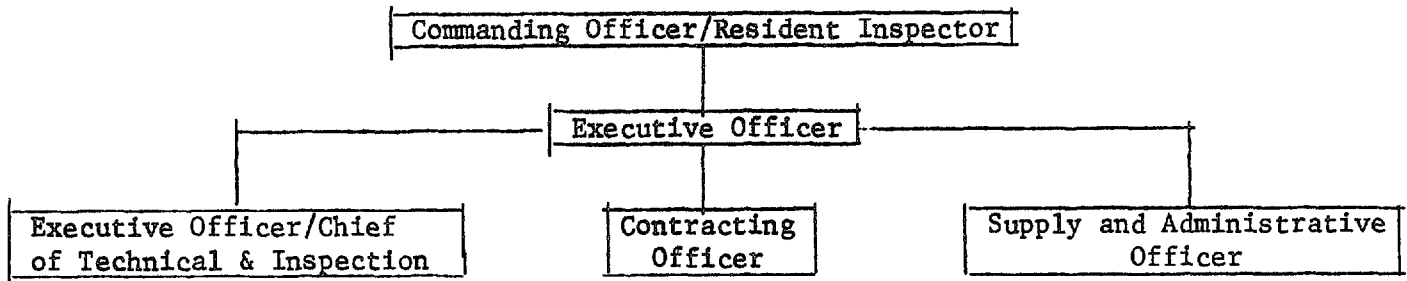 Commanding Officer/Resident Inspector
Executive Officer
Executive Officer/Chief
of Technical & Inspection
Contracting
Officer
Supply and Administrative
Officer